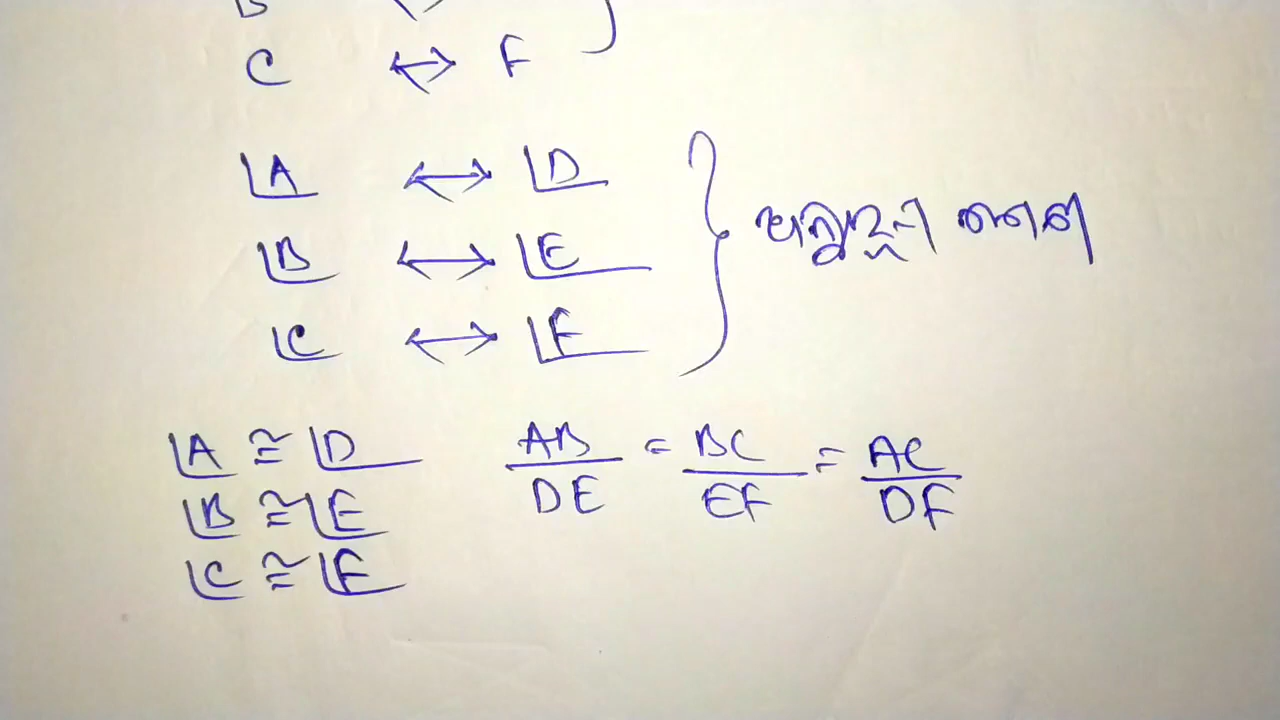 B ↔
C ↔ F
∠A ↔ ∠D
∠B ↔ ∠E ଅନୁରୂପ କୋଣ
∠C ↔ ∠F
∠A ≅ ∠D AB/DE = BC/EF = AC/DF
∠B ≅ ∠E
∠C ≅ ∠F